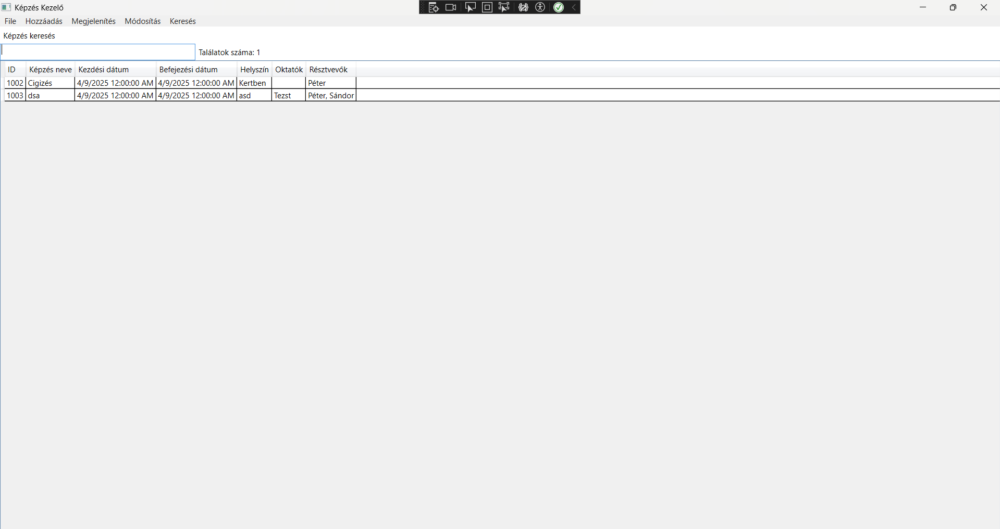 Képzés Kezelő
File Hozzáadás Megjelenítés Módosítás Keresés
Képzés keresés
Találatok száma: 1
ID Képzés neve Kezdési dátum Befejezési dátum Helyszín Oktatók Résztvevők
1002 Cigizés 4/9/2025 12:00:00 AM 4/9/2025 12:00:00 AM Kertben Péter
1003 dsa 4/9/2025 12:00:00 AM 4/9/2025 12:00:00 AM asd Tezst Péter, Sándor